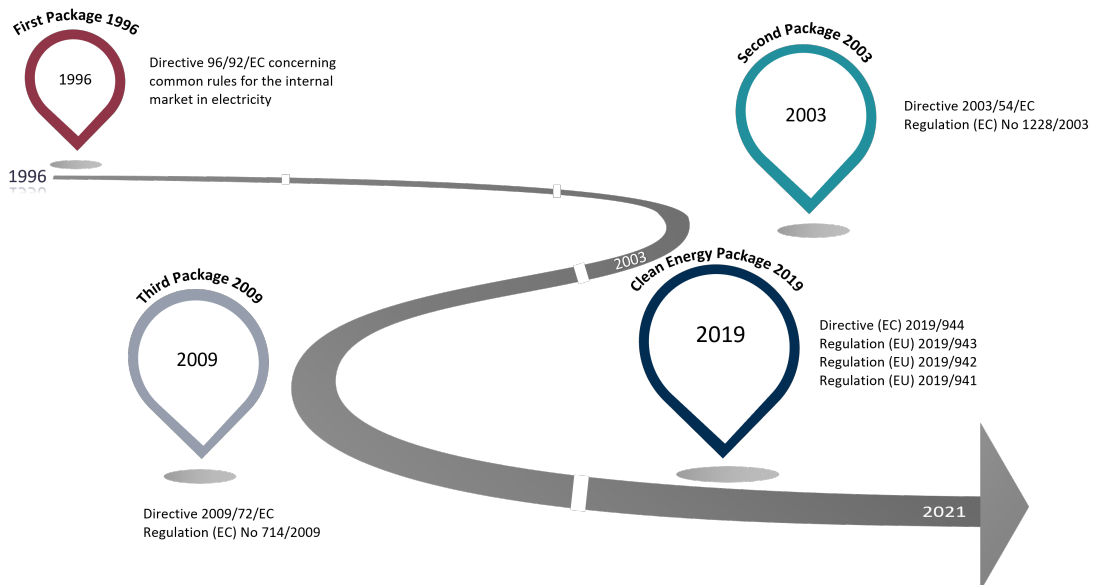 First Package 1996
1996
Directive 96/92/EC concerning
common rules for the internal
market in electricity
Second Package 2003
2003
Directive 2003/54/EC
Regulation (EC) No 1228/2003
1996
2003
Third Package 2009
2009
Directive 2009/72/EC
Regulation (EC) No 714/2009
Clean Energy Package 2019
2019
Directive (EC) 2019/944
Regulation (EU) 2019/943
Regulation (EU) 2019/942
Regulation (EU) 2019/941
2021